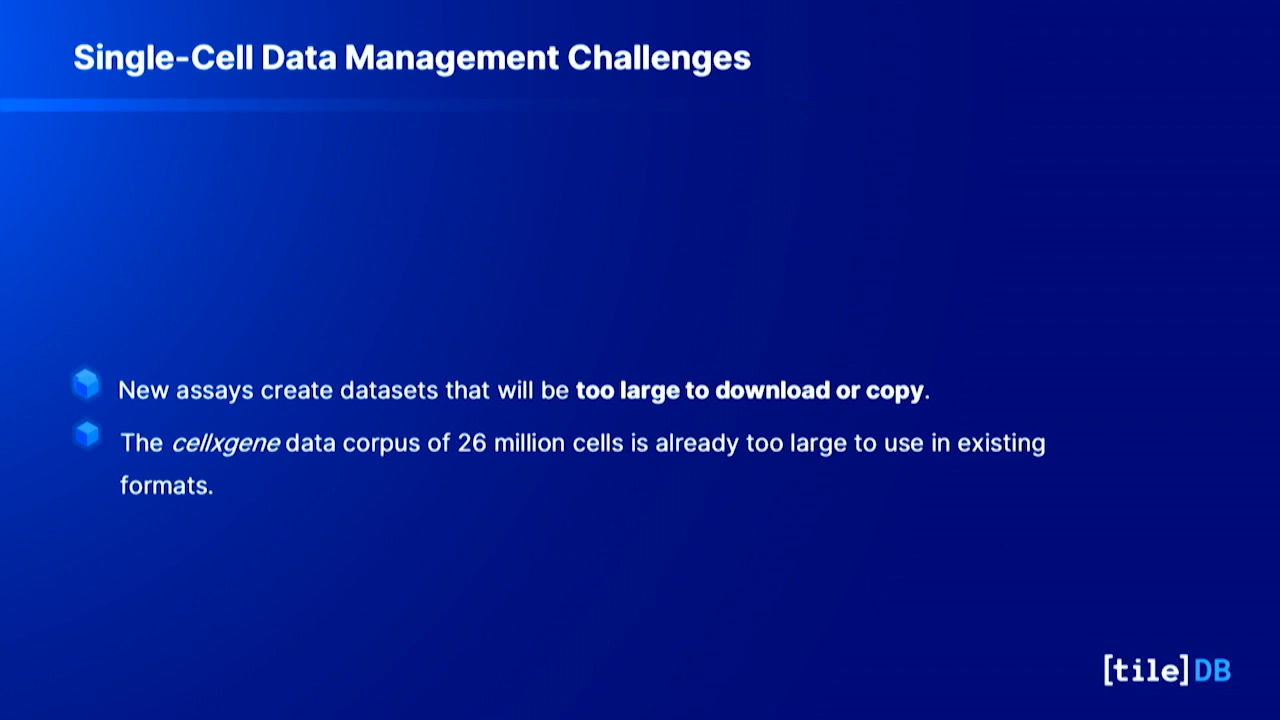 Single-Cell Data Management Challenges
New assays create datasets that will be too large to download or copy.
The cellxgene data corpus of 26 million cells is already too large to use in existing
formats.
[tile]DB